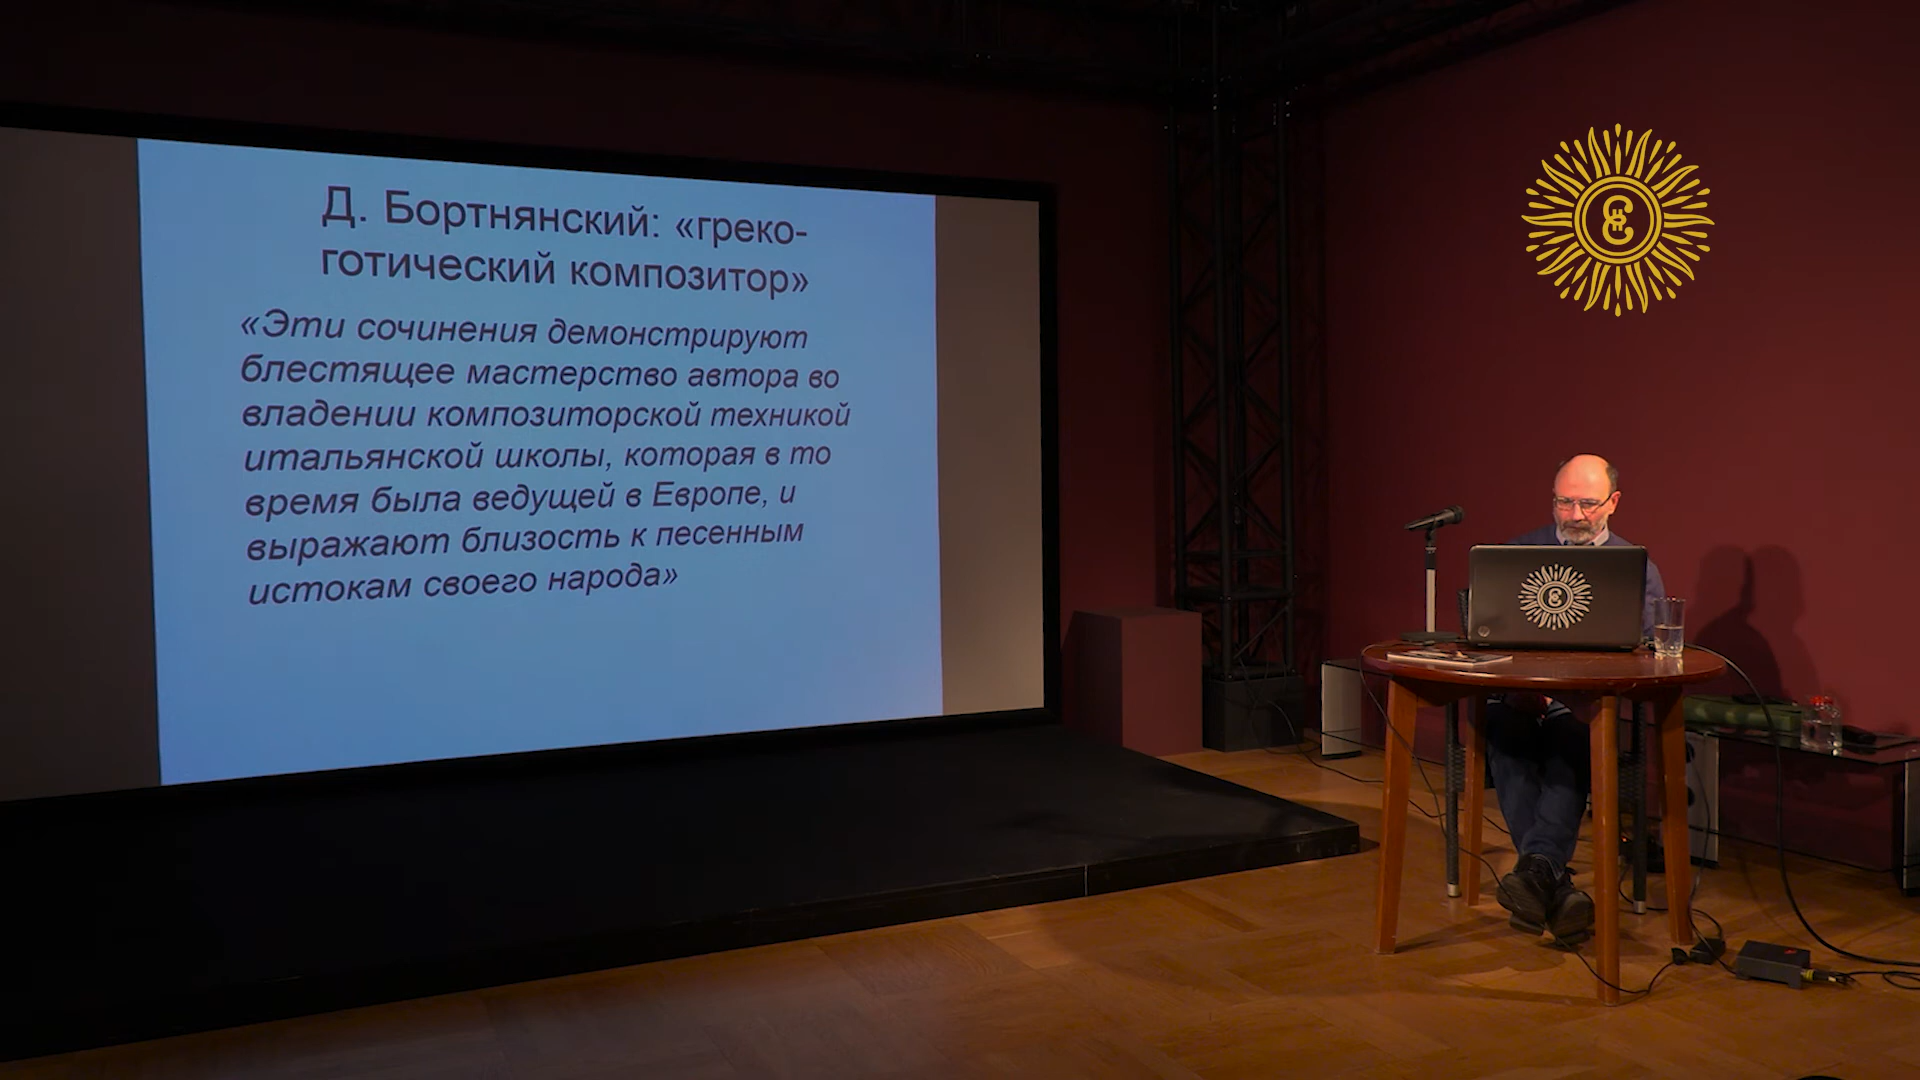 Д. Бортнянский: «греко-
готический композитор»
«Эти сочинения демонстрируют
блестящее мастерство автора во
владении композиторской техникой
итальянской школы, которая в то
время была ведущей в Европе, и
выражают близость к песенным
истокам своего народа»